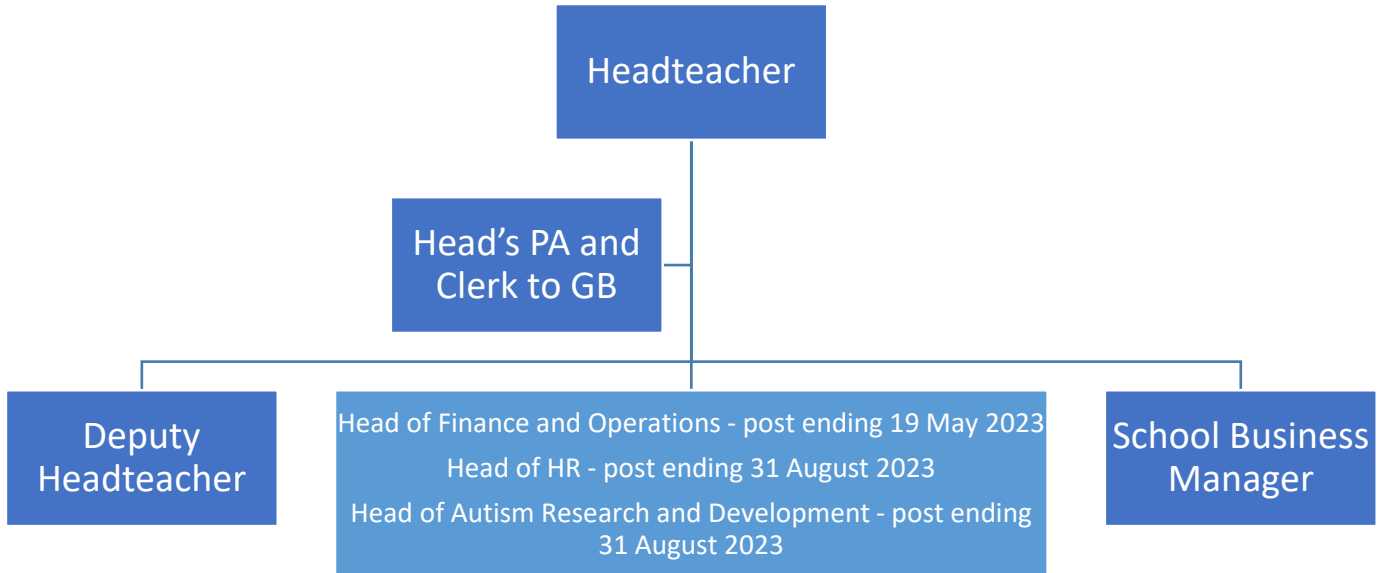 Headteacher
Head’s PA and
Clerk to GB
Deputy
Headteacher
Head of Finance and Operations - post ending 19 May 2023
Head of HR - post ending 31 August 2023
Head of Autism Research and Development - post ending
31 August 2023
School Business
Manager